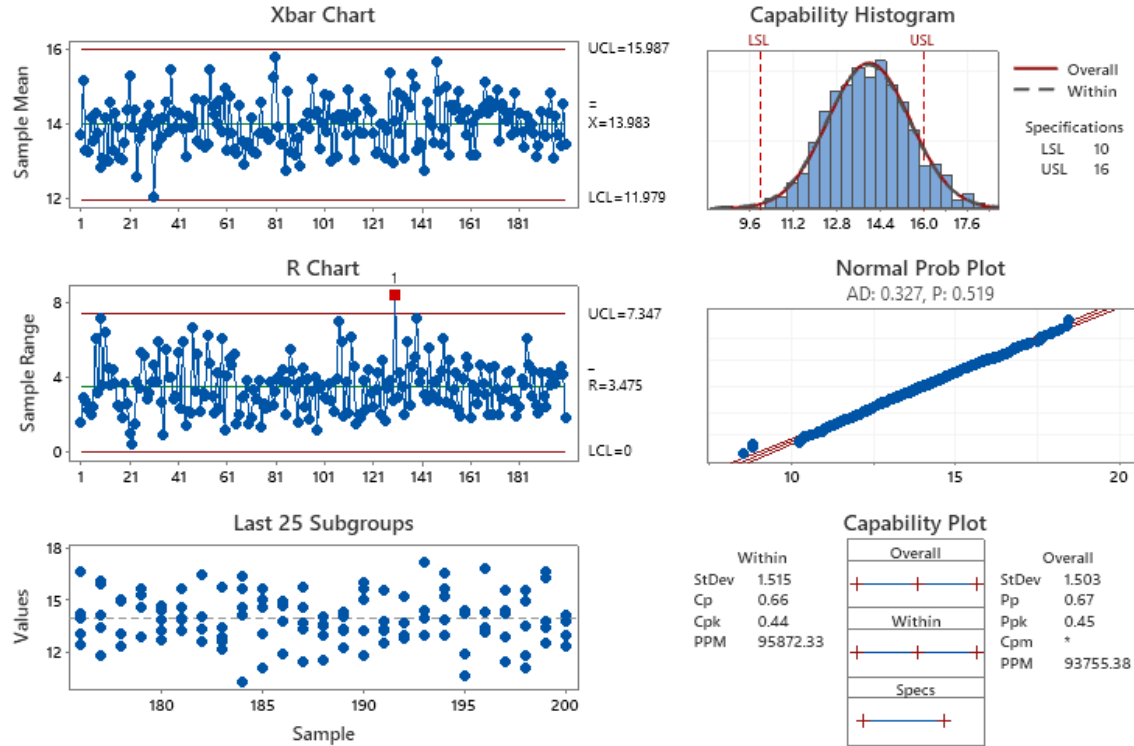 Xbar Chart
Sample Mean
16
14
12
UCL=15.987
=
X=13.983
LCL=11.979
1 21 41 61 81 101 121 141 161 181
Capability Histogram
LSL USL
Overall
Within
Specifications
LSL 10
USL 16
9.6 11.2 12.8 14.4 16.0 17.6
R Chart
Sample Range
8
4
0
1
UCL=7.347
_
R=3.475
LCL=0
1 21 41 61 81 101 121 141 161 181
Normal Prob Plot
AD: 0.327, P: 0.519
10 15 20
Last 25 Subgroups
Values
18
15
12
180 185 190 195 200
Sample
Capability Plot
Within
StDev 1.515
Cp 0.66
Cpk 0.44
PPM 95872.33
Overall
Within
Specs
Overall
StDev 1.503
Pp 0.67
Ppk 0.45
Cpm *
PPM 93755.38